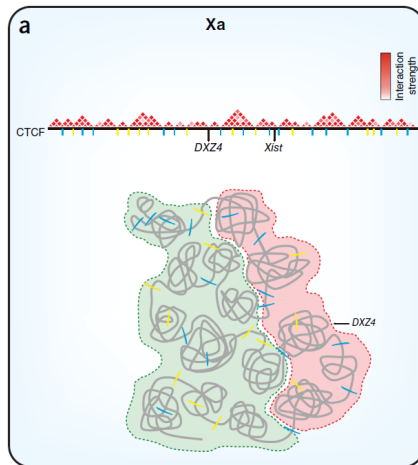 a
Xa
Interaction
strength
CTCF
DXZ4
Xist
DXZ4